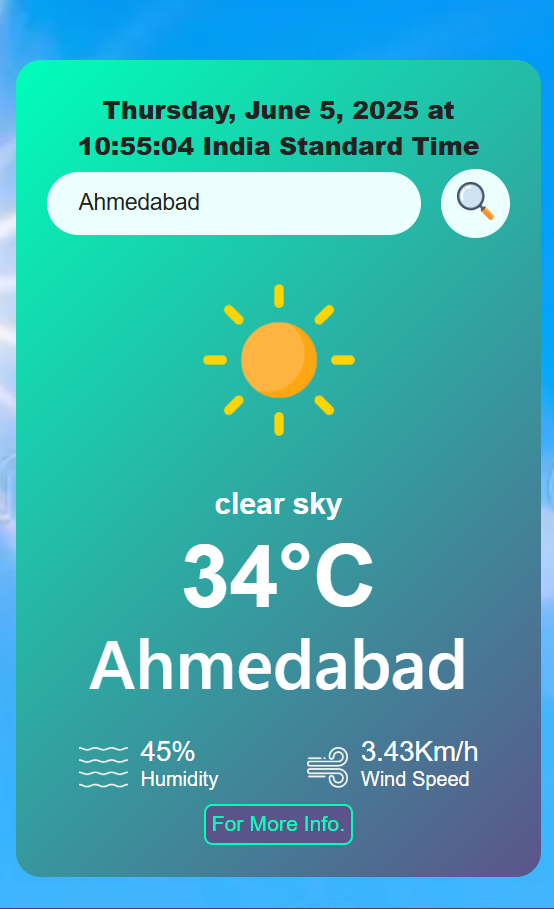 Thursday, June 5, 2025 at
10:55:04 India Standard Time
Ahmedabad
clear sky
34°C
Ahmedabad
45%
Humidity
3.43Km/h
Wind Speed
For More Info.